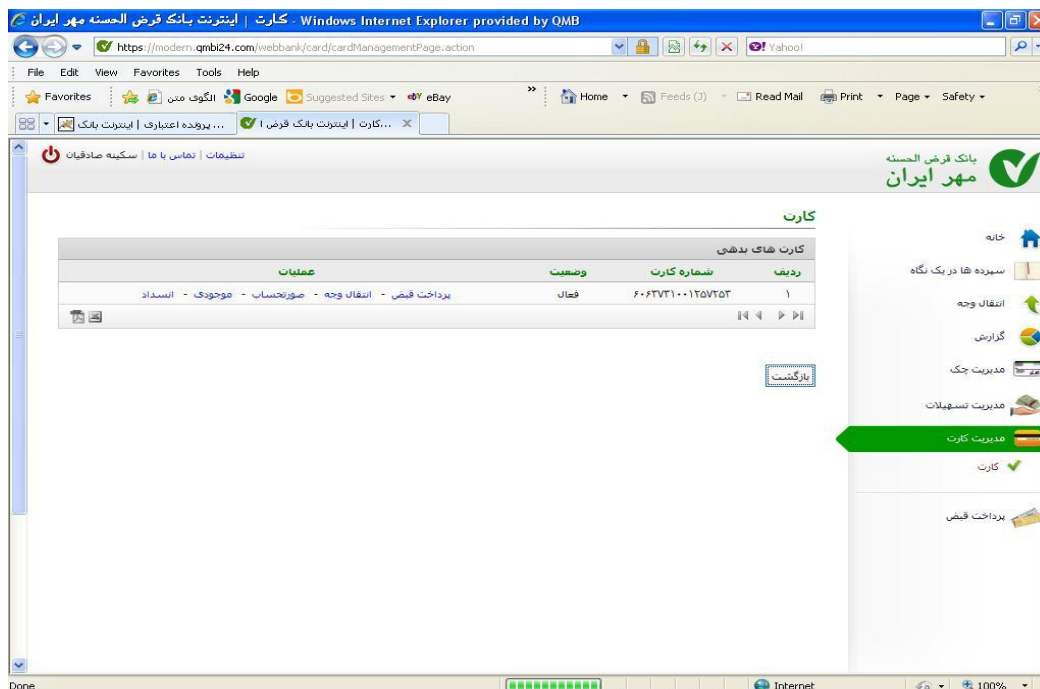 کارت | اینترنت بانک قرض الحسنه مهر ایران - Windows Internet Explorer provided by QMB
https://modern.qmbi24.com/webbank/card/cardManagementPage.action
Yahoo!
File Edit View Favorites Tools Help
Favorites الگوی متن Google Suggested Sites eBay » Home Feeds (J) Read Mail Print Page Safety
پرونده اعتباری | اینترنت بانک ...
کارت | اینترنت بانک قرض ا... X
تنظیمات | تماس با ما | سکینه صادقیان
بانک قرض الحسنه
مهر ایران
کارت
کارت های بدهی
ردیف شماره کارت وضعیت عملیات
۱ ۶۰۶۳۷۳۱۰۰۱۲۵۷۲۵۳ فعال پرداخت قبض - انتقال وجه - صورتحساب - موجودی - انسداد
بازگشت
خانه
سپرده ها در یک نگاه
انتقال وجه
گزارش
مدیریت چک
مدیریت تسهیلات
مدیریت کارت
کارت
پرداخت قبض
Done Internet 100%